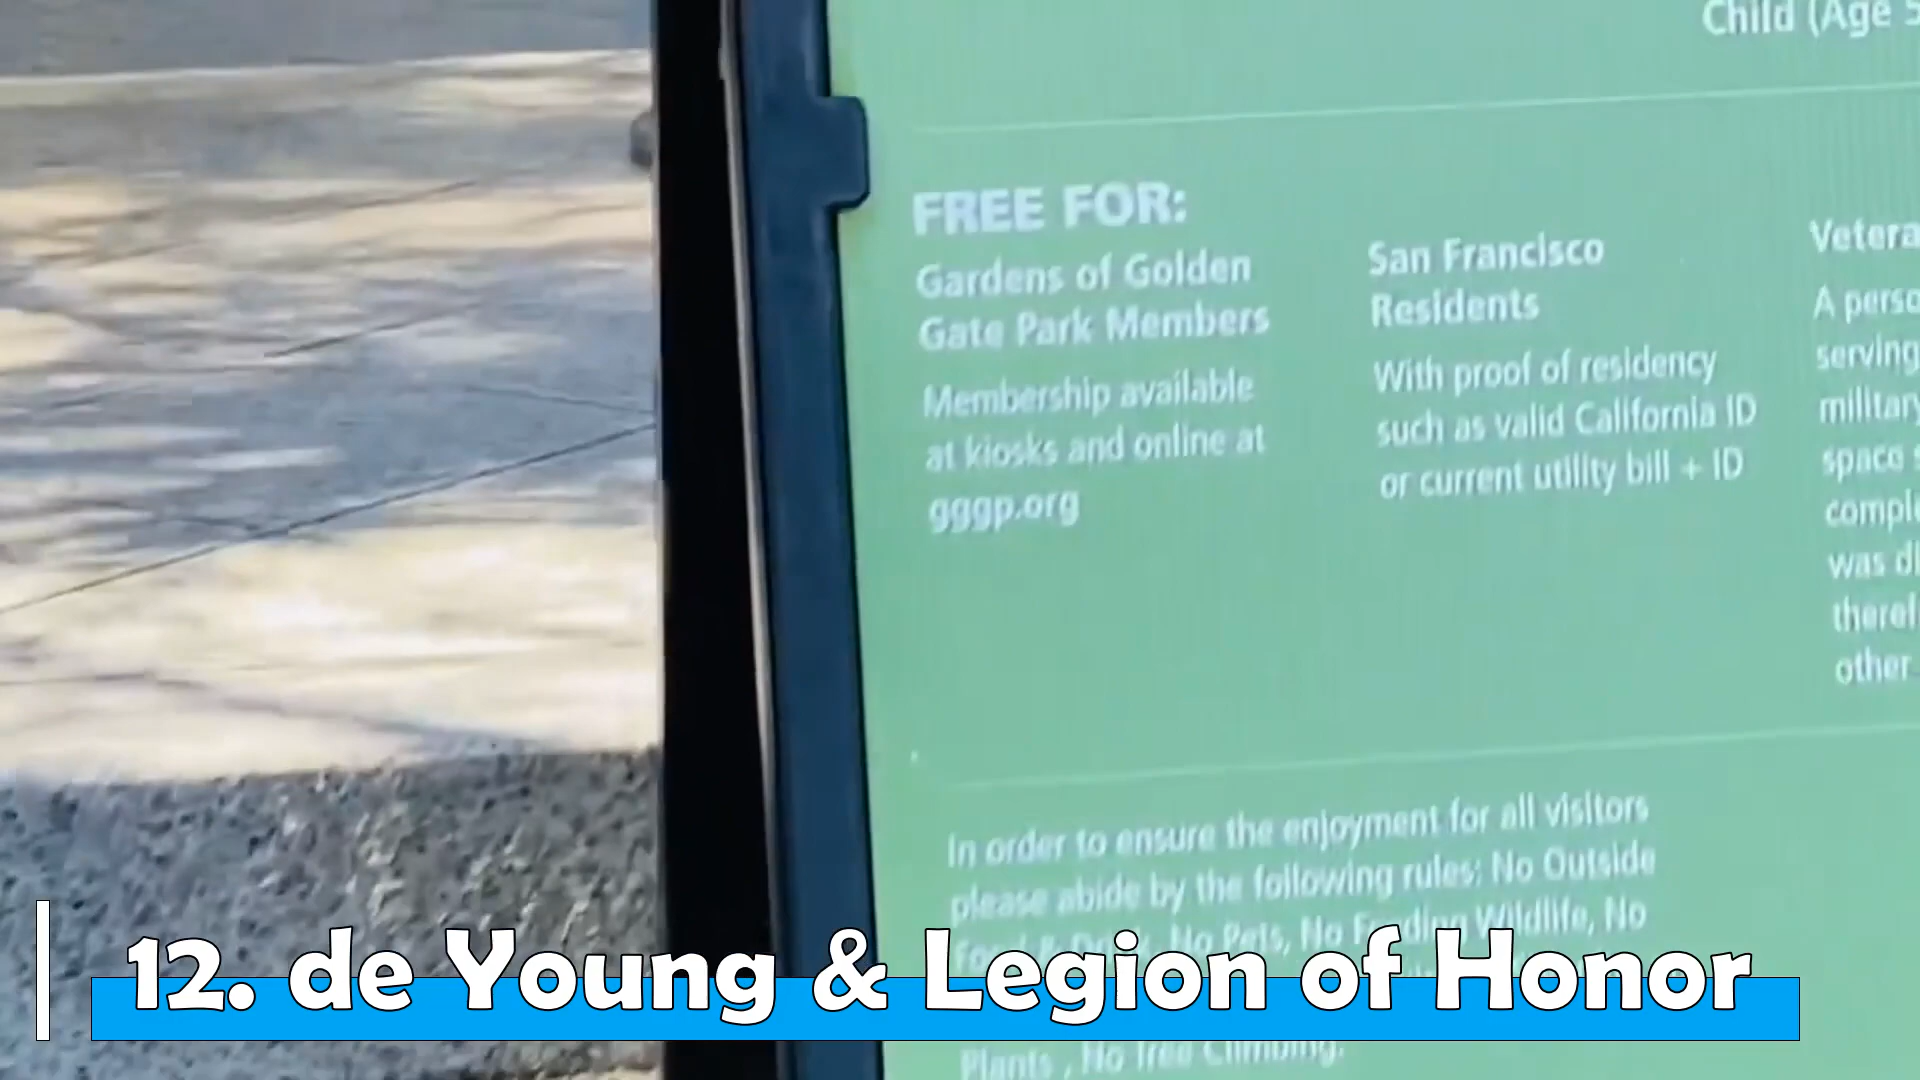 Child (Age 5
FREE FOR:
Gardens of Golden
Gate Park Members
Membership available
at kiosks and online at
gggp.org
San Francisco
Residents
With proof of residency
such as valid California ID
or current utility bill + ID
Vetera
A perso
serving
military
space s
comple
was di
theref
other
In order to ensure the enjoyment for all visitors
please abide by the following rules: No Outside
No Pets, No Feeding Wildlife, No
Plants , No Tree Climbing.
12. de Young & Legion of Honor